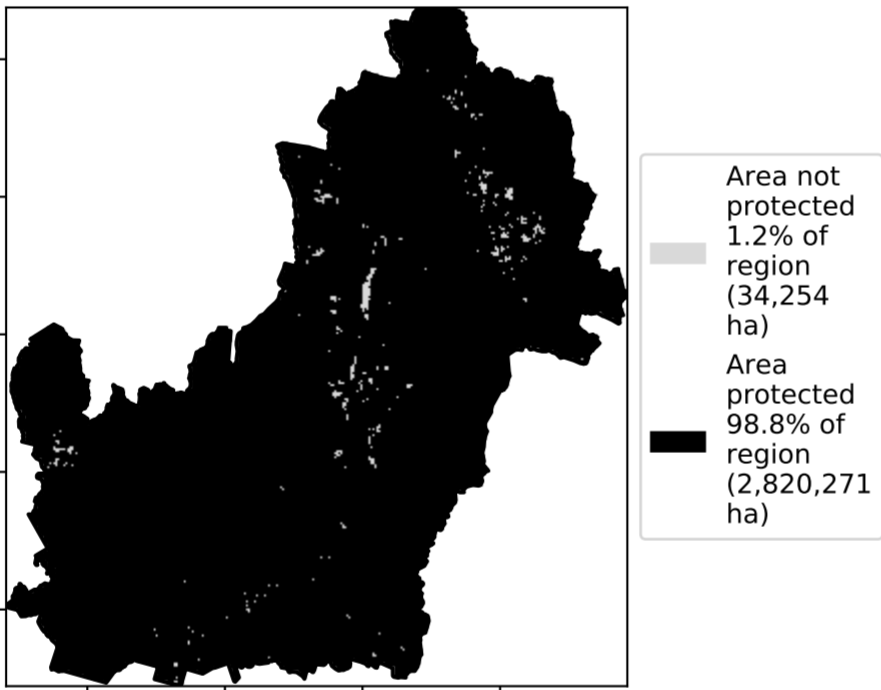 Area not
protected
1.2% of
region
(34,254
ha)
Area
protected
98.8% of
region
(2,820,271
ha)